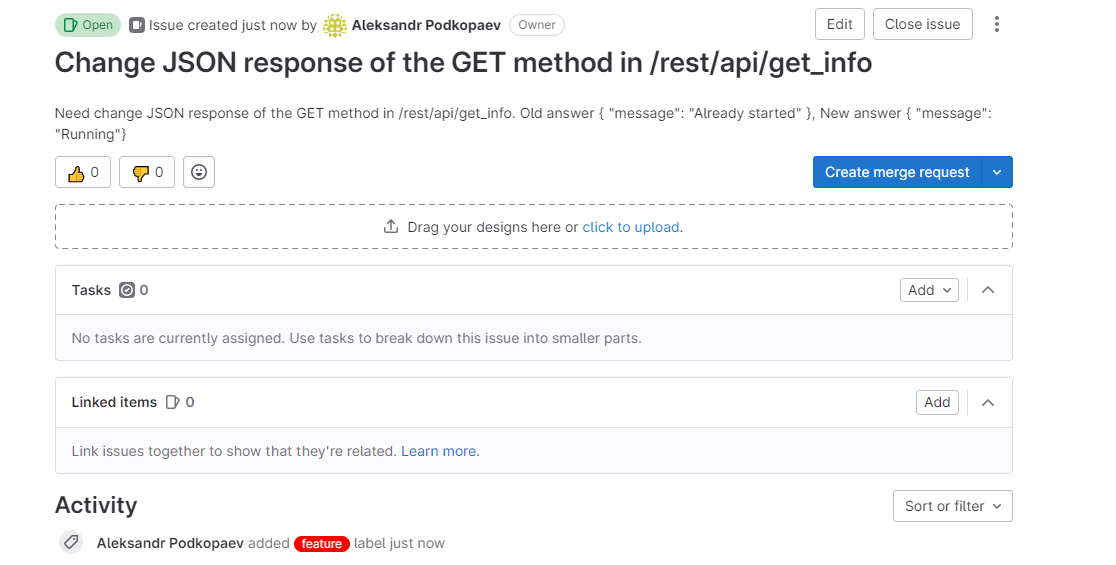 Open Issue created just now by Aleksandr Podkopaev Owner Edit Close issue
Change JSON response of the GET method in /rest/api/get_info
Need change JSON response of the GET method in /rest/api/get_info. Old answer { "message": "Already started" }, New answer { "message":
"Running"}
0 0 Create merge request
Drag your designs here or click to upload.
Tasks 0 Add
No tasks are currently assigned. Use tasks to break down this issue into smaller parts.
Linked items 0 Add
Link issues together to show that they're related. Learn more.
Activity Sort or filter
Aleksandr Podkopaev added feature label just now